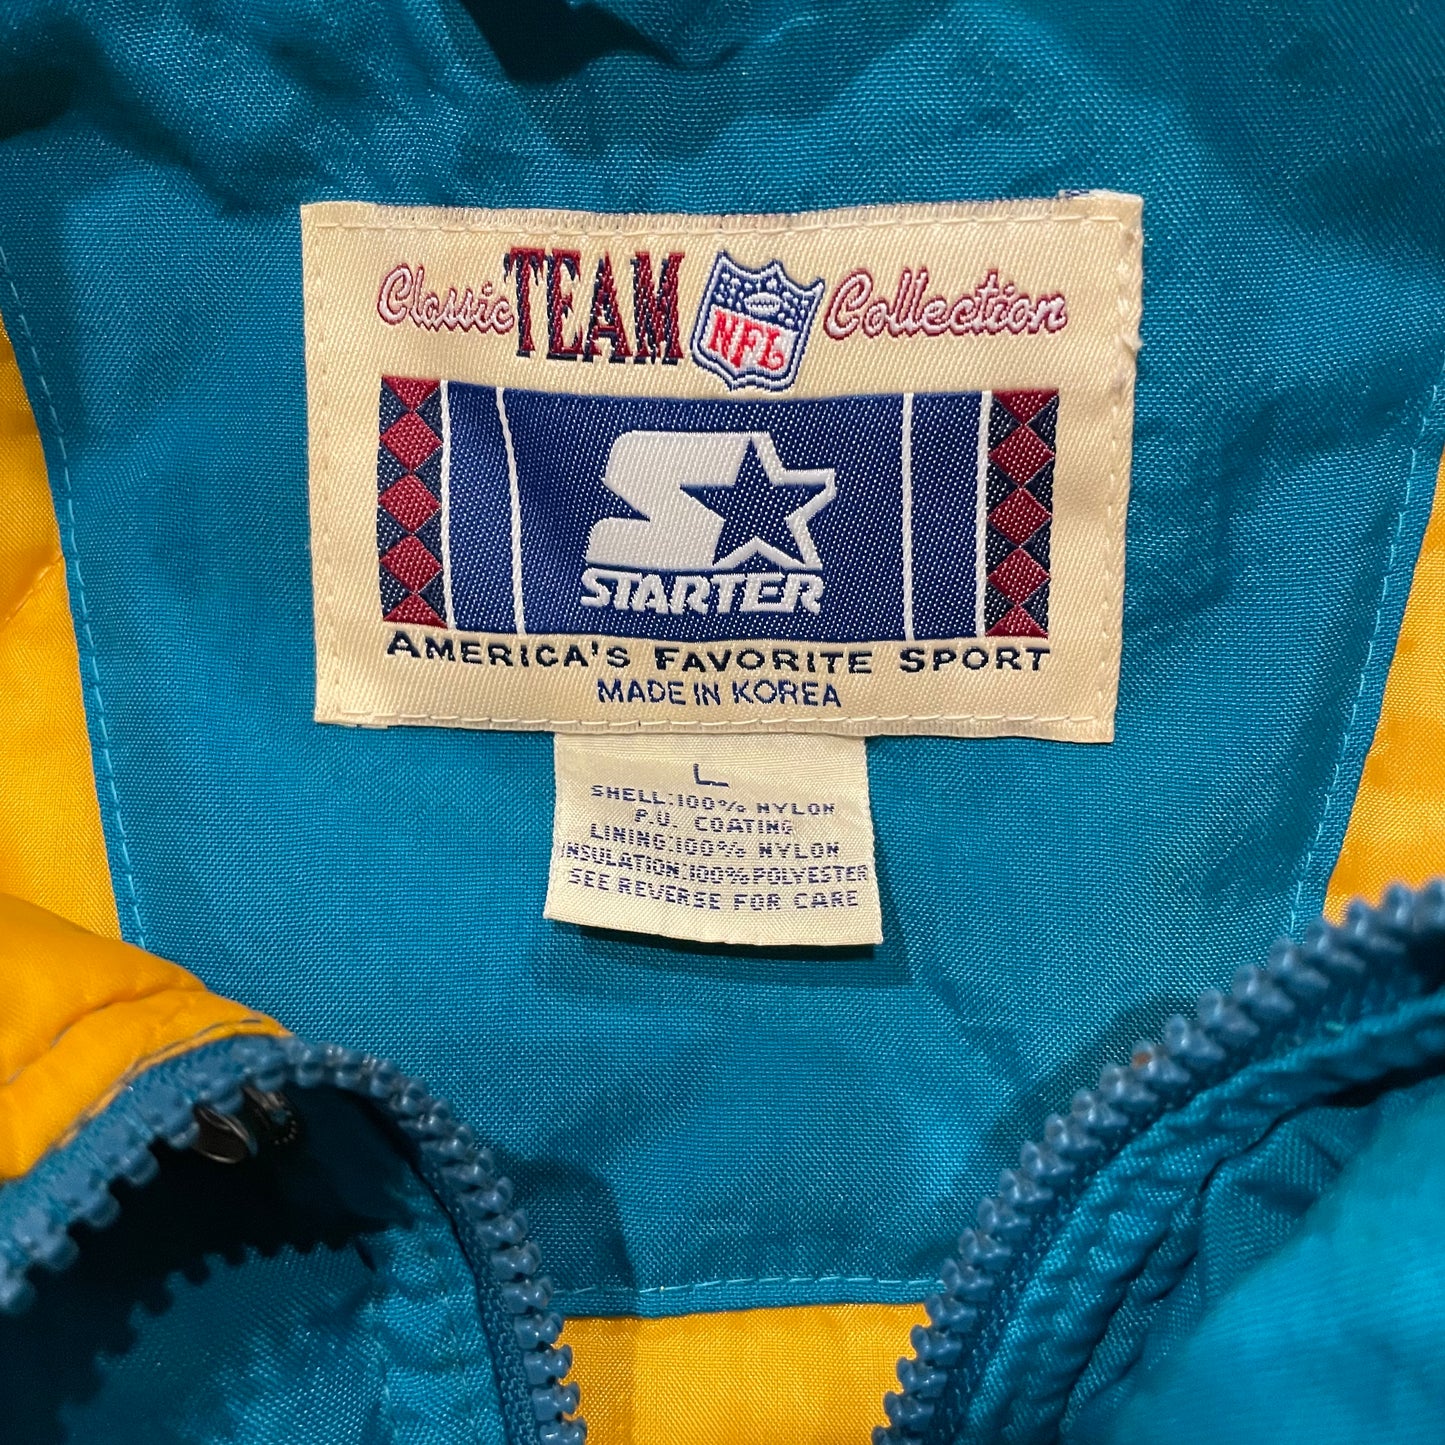 Classic TEAM NFL Collection
STARTER
AMERICA'S FAVORITE SPORT
MADE IN KOREA
L
SHELL:100% NYLON
P.U. COATING
LINING:100% NYLON
INSULATION:100% POLYESTER
SEE REVERSE FOR CARE